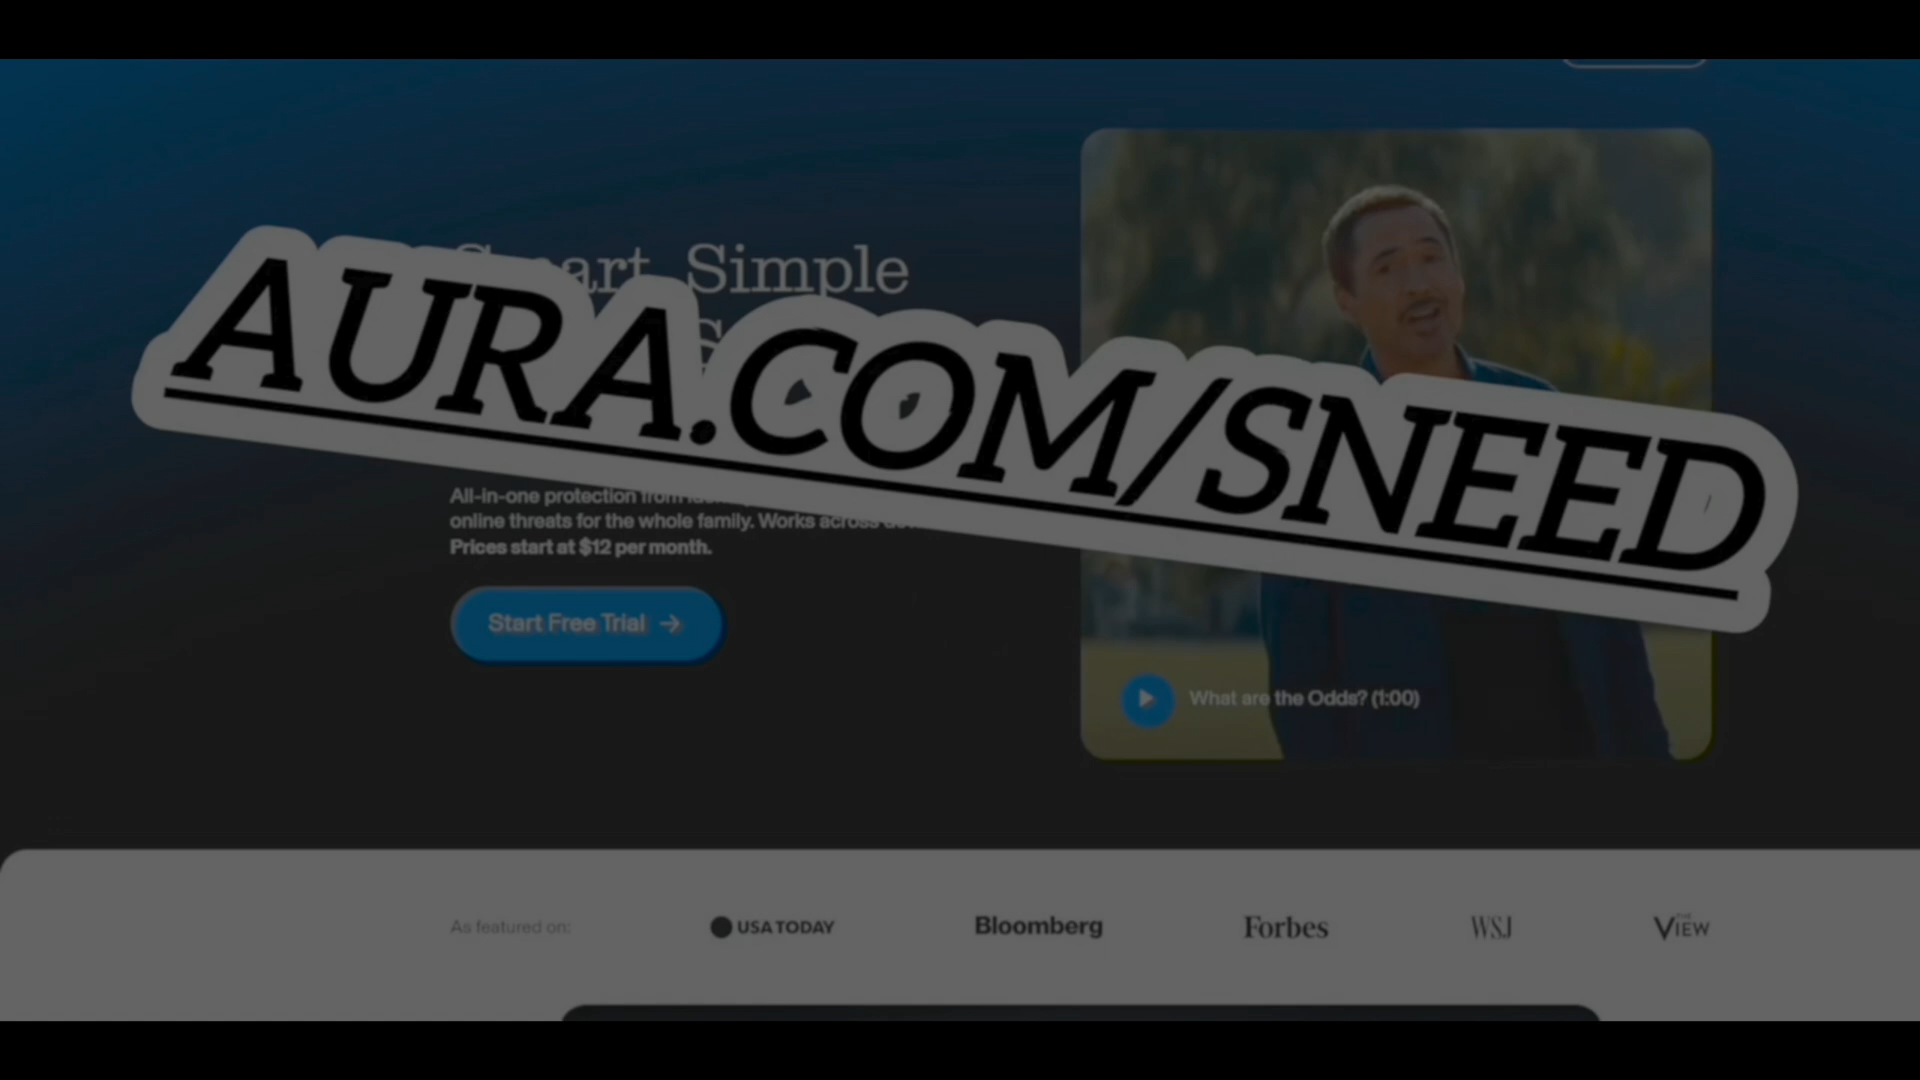 Simple
AURA.COM/SNEED
All-in-one protection from
online threats for the whole family. Works across
Prices start at $12 per month.
Start Free Trial →
What are the Odds? (1:00)
As featured on:
USA TODAY
Bloomberg
Forbes
WSJ
THE VIEW